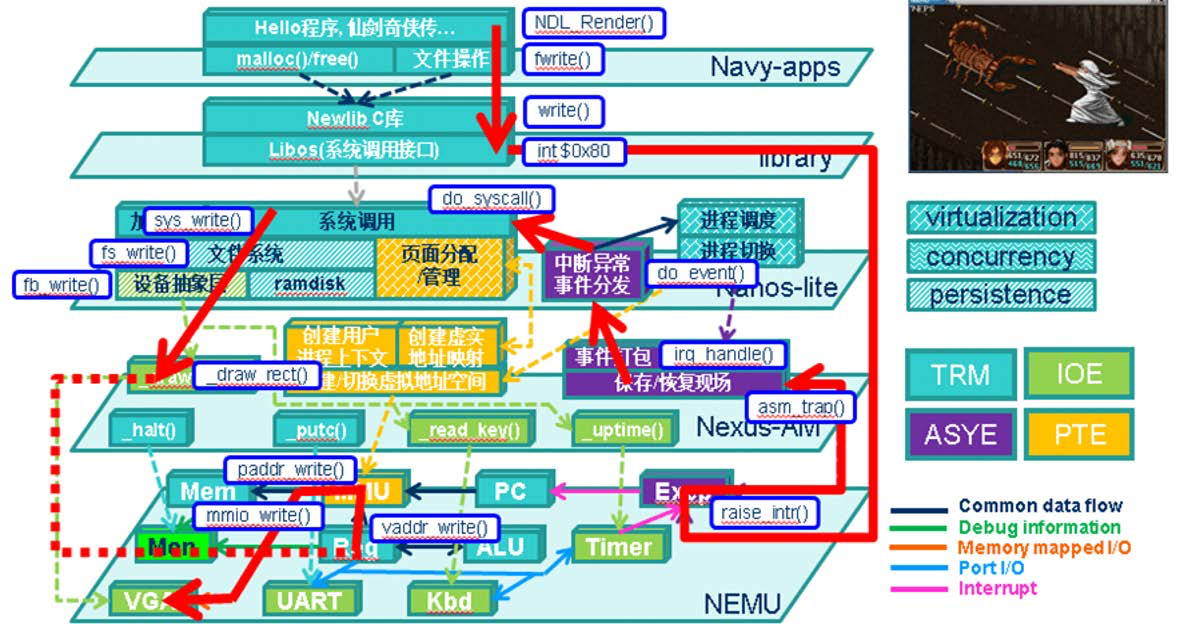 Hello程序, 仙剑奇侠传…
NDL_Render()
malloc()/free()
文件操作
fwrite()
Navy-apps
Newlib C库
write()
Libos(系统调用接口)
int $0x80
library
do_syscall()
加
sys_write()
系统调用
进程调度
fs_write()
文件系统
页面分配
/管理
中断异常
事件分发
进程切换
do_event()
fb_write()
设备抽象层
ramdisk
Nanos-lite
创建用户
进程上下文
创建虚实
地址映射
事件打包
irq_handle()
_draw
_draw_rect()
建/切换虚拟地址空间
保存/恢复现场
asm_trap()
_halt()
_putc()
_read_key()
_uptime()
Nexus-AM
paddr_write()
Mem
MMU
PC
mmio_write()
vaddr_write()
raise_intr()
Mon
Reg
ALU
Timer
VGA
UART
Kbd
NEMU
virtualization
concurrency
persistence
TRM
IOE
ASYE
PTE
Common data flow
Debug information
Memory mapped I/O
Port I/O
Interrupt